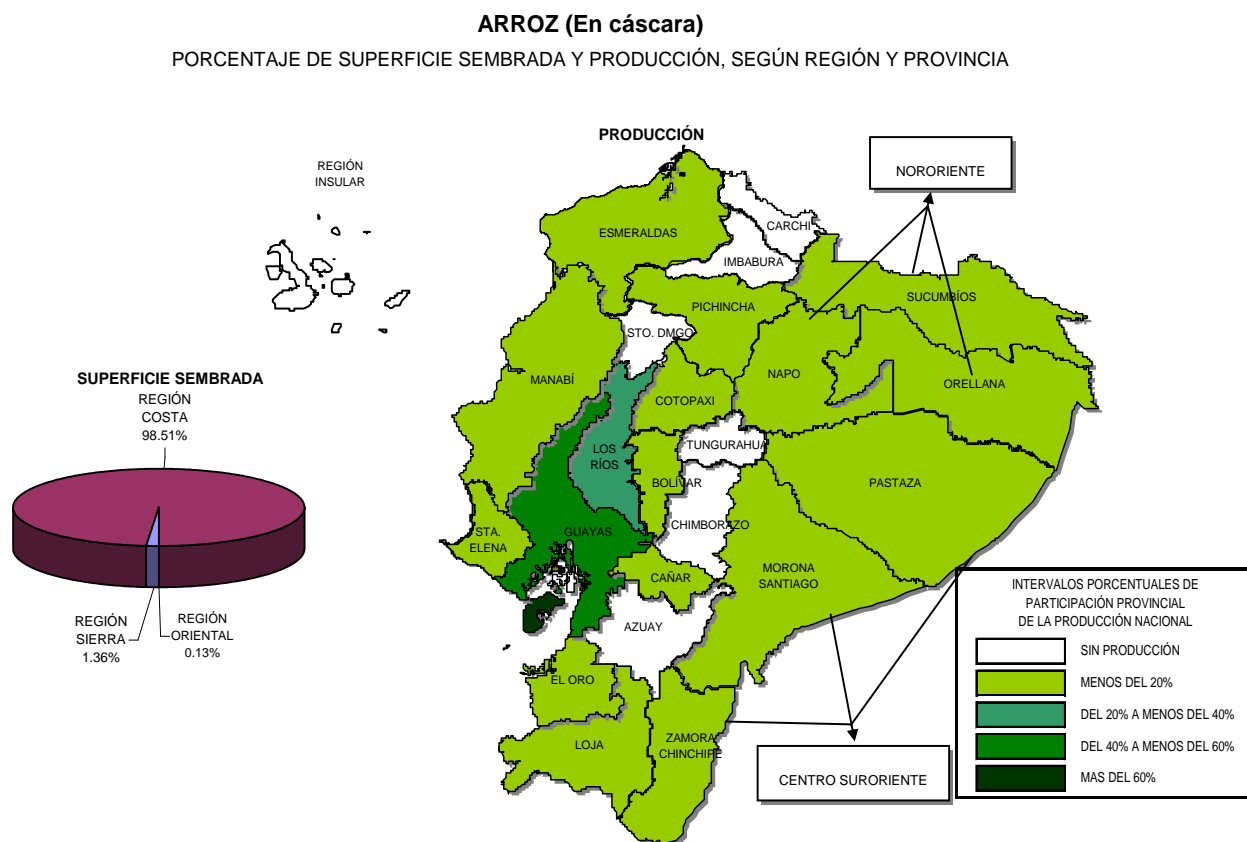 ARROZ (En cáscara)
PORCENTAJE DE SUPERFICIE SEMBRADA Y PRODUCCIÓN, SEGÚN REGIÓN Y PROVINCIA
PRODUCCIÓN
REGIÓN
INSULAR
NORORIENTE
CARCHI
ESMERALDAS
IMBABURA
SUCUMBÍOS
PICHINCHA
STO. DMGO
SUPERFICIE SEMBRADA
REGIÓN
COSTA
98.51%
MANABÍ
NAPO
ORELLANA
COTOPAXI
LOS
RÍOS
TUNGURAHUA
BOLÍVAR
PASTAZA
CHIMBORAZO
STA.
ELENA
GUAYAS
MORONA
SANTIAGO
CAÑAR
AZUAY
REGIÓN
SIERRA
1.36%
REGIÓN
ORIENTAL
0.13%
EL ORO
LOJA
ZAMORA
CHINCHIPE
CENTRO SURORIENTE
INTERVALOS PORCENTUALES DE
PARTICIPACIÓN PROVINCIAL
DE LA PRODUCCIÓN NACIONAL
SIN PRODUCCIÓN
MENOS DEL 20%
DEL 20% A MENOS DEL 40%
DEL 40% A MENOS DEL 60%
MAS DEL 60%